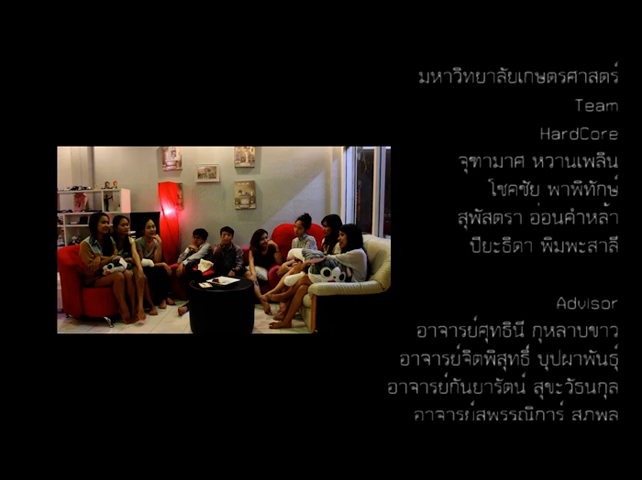 มหาวิทยาลัยเกษตรศาสตร์
Team
HardCore
จุฑามาศ หวานเพลิน
โชคชัย พาพิทักษ์
สุพัสตรา อ่อนคำหล้า
ปิยะธิดา พิมพะสาลี
Advisor
อาจารย์ศุทธินี กุหลาบขาว
อาจารย์จิตพิสุทธิ์ บุปผาพันธุ์
อาจารย์กันยารัตน์ สุขะวัธนกุล
อาจารย์สุพรรณิการ์ สุภพล